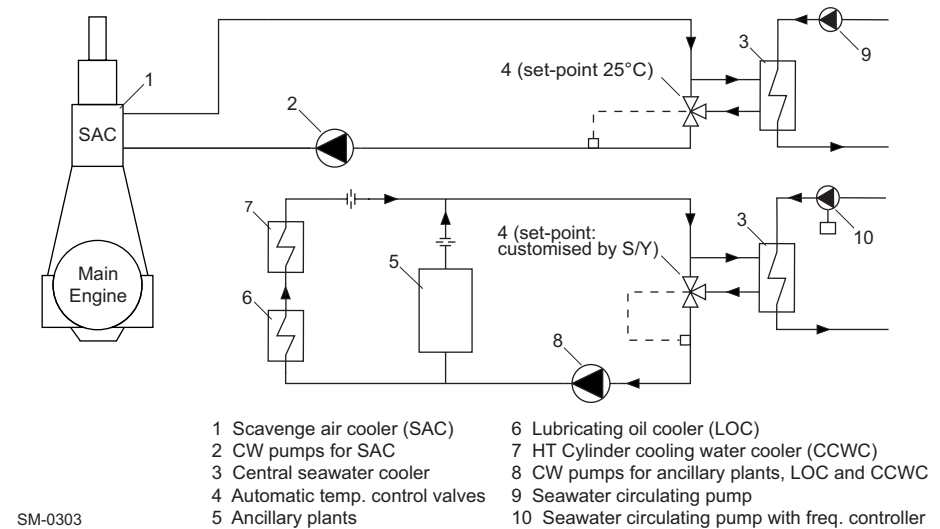 1
SAC
2
4 (set-point 25°C)
3
9
Main
Engine
7
6
5
4 (set-point:
customised by S/Y)
8
3
10
1 Scavenge air cooler (SAC)
2 CW pumps for SAC
3 Central seawater cooler
4 Automatic temp. control valves
5 Ancillary plants
6 Lubricating oil cooler (LOC)
7 HT Cylinder cooling water cooler (CCWC)
8 CW pumps for ancillary plants, LOC and CCWC
9 Seawater circulating pump
10 Seawater circulating pump with freq. controller
SM-0303